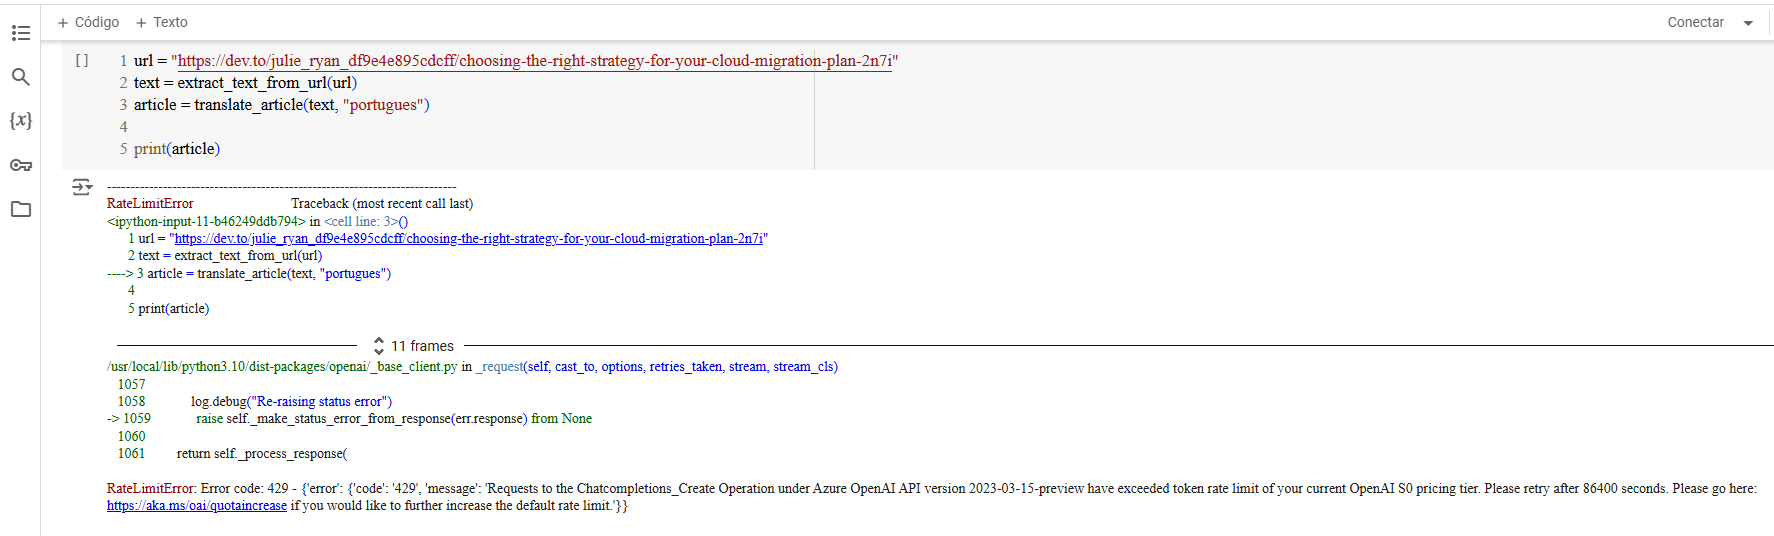 + Código + Texto Conectar
[ ] 1 url = "https://dev.to/julie_ryan_df9e4e895cdcff/choosing-the-right-strategy-for-your-cloud-migration-plan-2n7i"
2 text = extract_text_from_url(url)
3 article = translate_article(text, "portugues")
4
5 print(article)
{x}
---------------------------------------------------------------------------
RateLimitError Traceback (most recent call last)
<ipython-input-11-b46249ddb794> in <cell line: 3>()
1 url = "https://dev.to/julie_ryan_df9e4e895cdcff/choosing-the-right-strategy-for-your-cloud-migration-plan-2n7i"
2 text = extract_text_from_url(url)
----> 3 article = translate_article(text, "portugues")
4
5 print(article)
11 frames
/usr/local/lib/python3.10/dist-packages/openai/_base_client.py in _request(self, cast_to, options, retries_taken, stream, stream_cls)
1057
1058 log.debug("Re-raising status error")
-> 1059 raise self._make_status_error_from_response(err.response) from None
1060
1061 return self._process_response(
RateLimitError: Error code: 429 - {'error': {'code': '429', 'message': 'Requests to the Chatcompletions_Create Operation under Azure OpenAI API version 2023-03-15-preview have exceeded token rate limit of your current OpenAI S0 pricing tier. Please retry after 86400 seconds. Please go here:
https://aka.ms/oai/quotaincrease if you would like to further increase the default rate limit.'}}